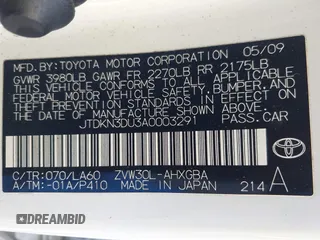 MFD.BY:TOYOTA MOTOR CORPORATION 05/09
GVWR 3980LB GAWR FR 2270LB RR 2175LB
THIS VEHICLE CONFORMS TO ALL APPLICABLE
FEDERAL MOTOR VEHICLE SAFETY, BUMPER, AND
THEFT PREVENTION STANDARDS IN EFFECT ON THE
DATE OF MANUFACTURE SHOWN ABOVE.
JTDKN3DU3A0003291 PASS.CAR
C/TR:070/LA60 ZVW30L-AHXGBA
A/TM:-01A/P410 MADE IN JAPAN 214A
TOYOTA
© DREAMBID